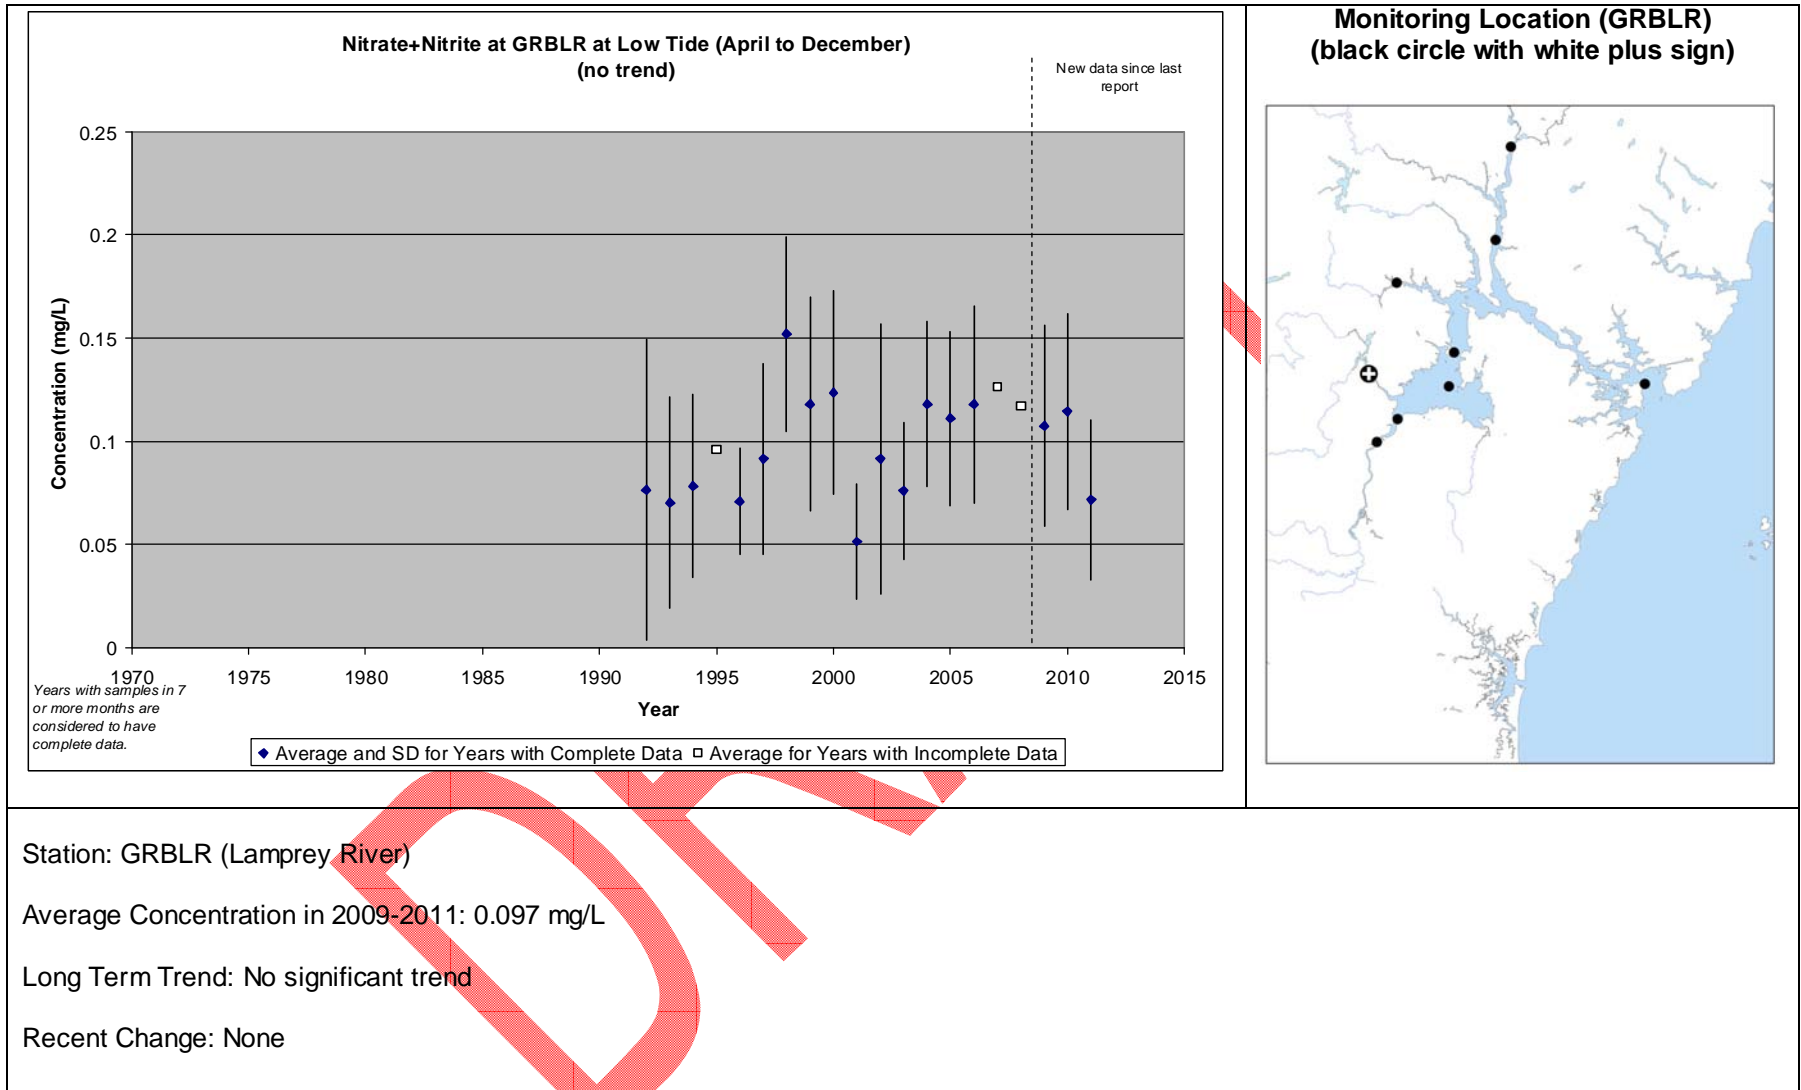 Nitrate+Nitrite at GRBLR at Low Tide (April to December)
(no trend)
New data since last
report
0.25
0.2
0.15
0.1
0.05
0
Concentration (mg/L)
1970 1975 1980 1985 1990 1995 2000 2005 2010 2015
Year
Years with samples in 7
or more months are
considered to have
complete data.
Average and SD for Years with Complete Data Average for Years with Incomplete Data
Monitoring Location (GRBLR)
(black circle with white plus sign)
Station: GRBLR (Lamprey River)
Average Concentration in 2009-2011: 0.097 mg/L
Long Term Trend: No significant trend
Recent Change: None